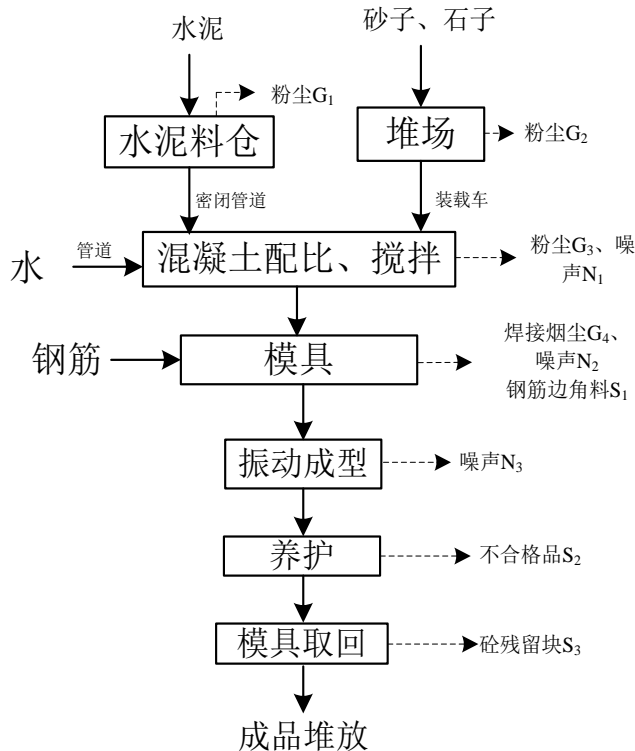 水泥
砂子、石子
粉尘G₁
水泥料仓
堆场
粉尘G₂
密闭管道
装载车
水
管道
混凝土配比、搅拌
粉尘G₃、噪
声N₁
钢筋
模具
焊接烟尘G₄、
噪声N₂
钢筋边角料S₁
振动成型
噪声N₃
养护
不合格品S₂
模具取回
砼残留块S₃
成品堆放